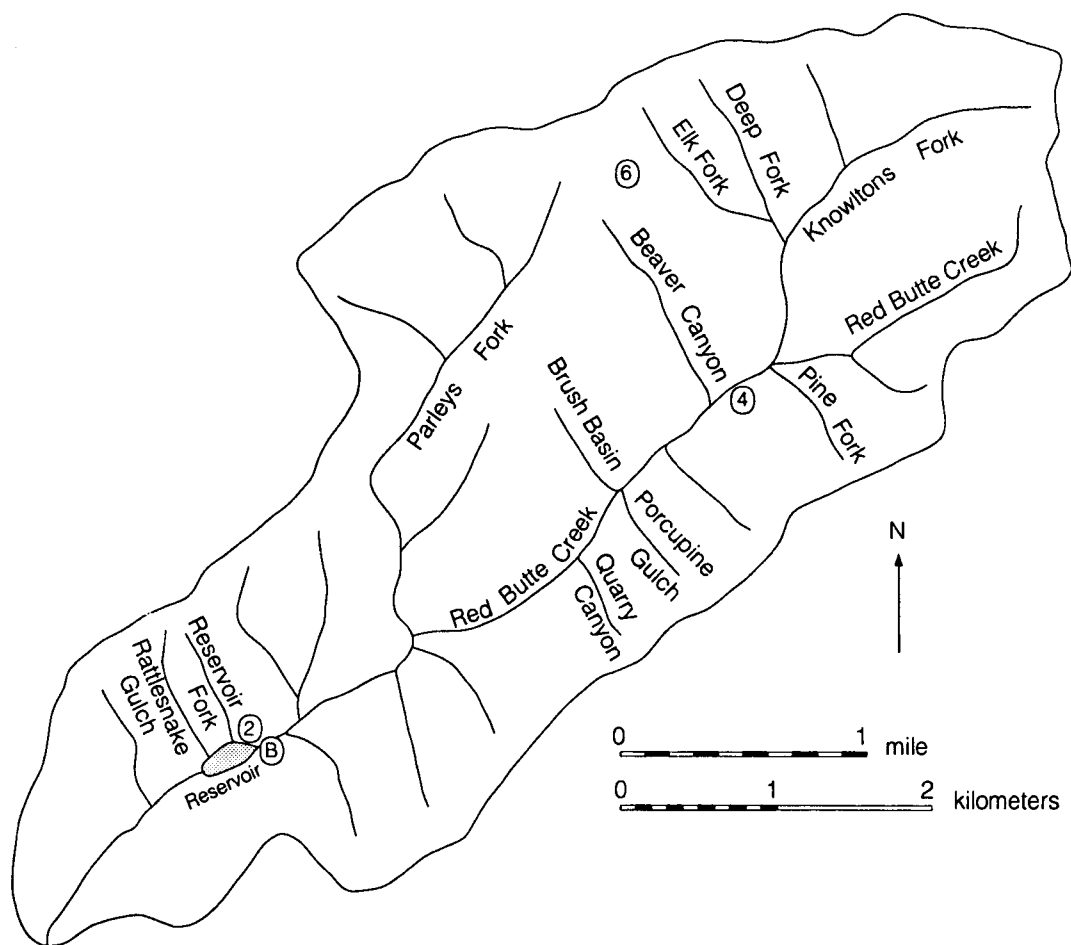 Deep Fork
Elk Fork
6
Knowltons Fork
Beaver Canyon
Red Butte Creek
Parleys Fork
Brush Basin
4
Pine Fork
Porcupine Gulch
N
Red Butte Creek
Quarry Canyon
Reservoir Fork
Rattlesnake Gulch
2
B
Reservoir
0 1 mile
0 1 2 kilometers